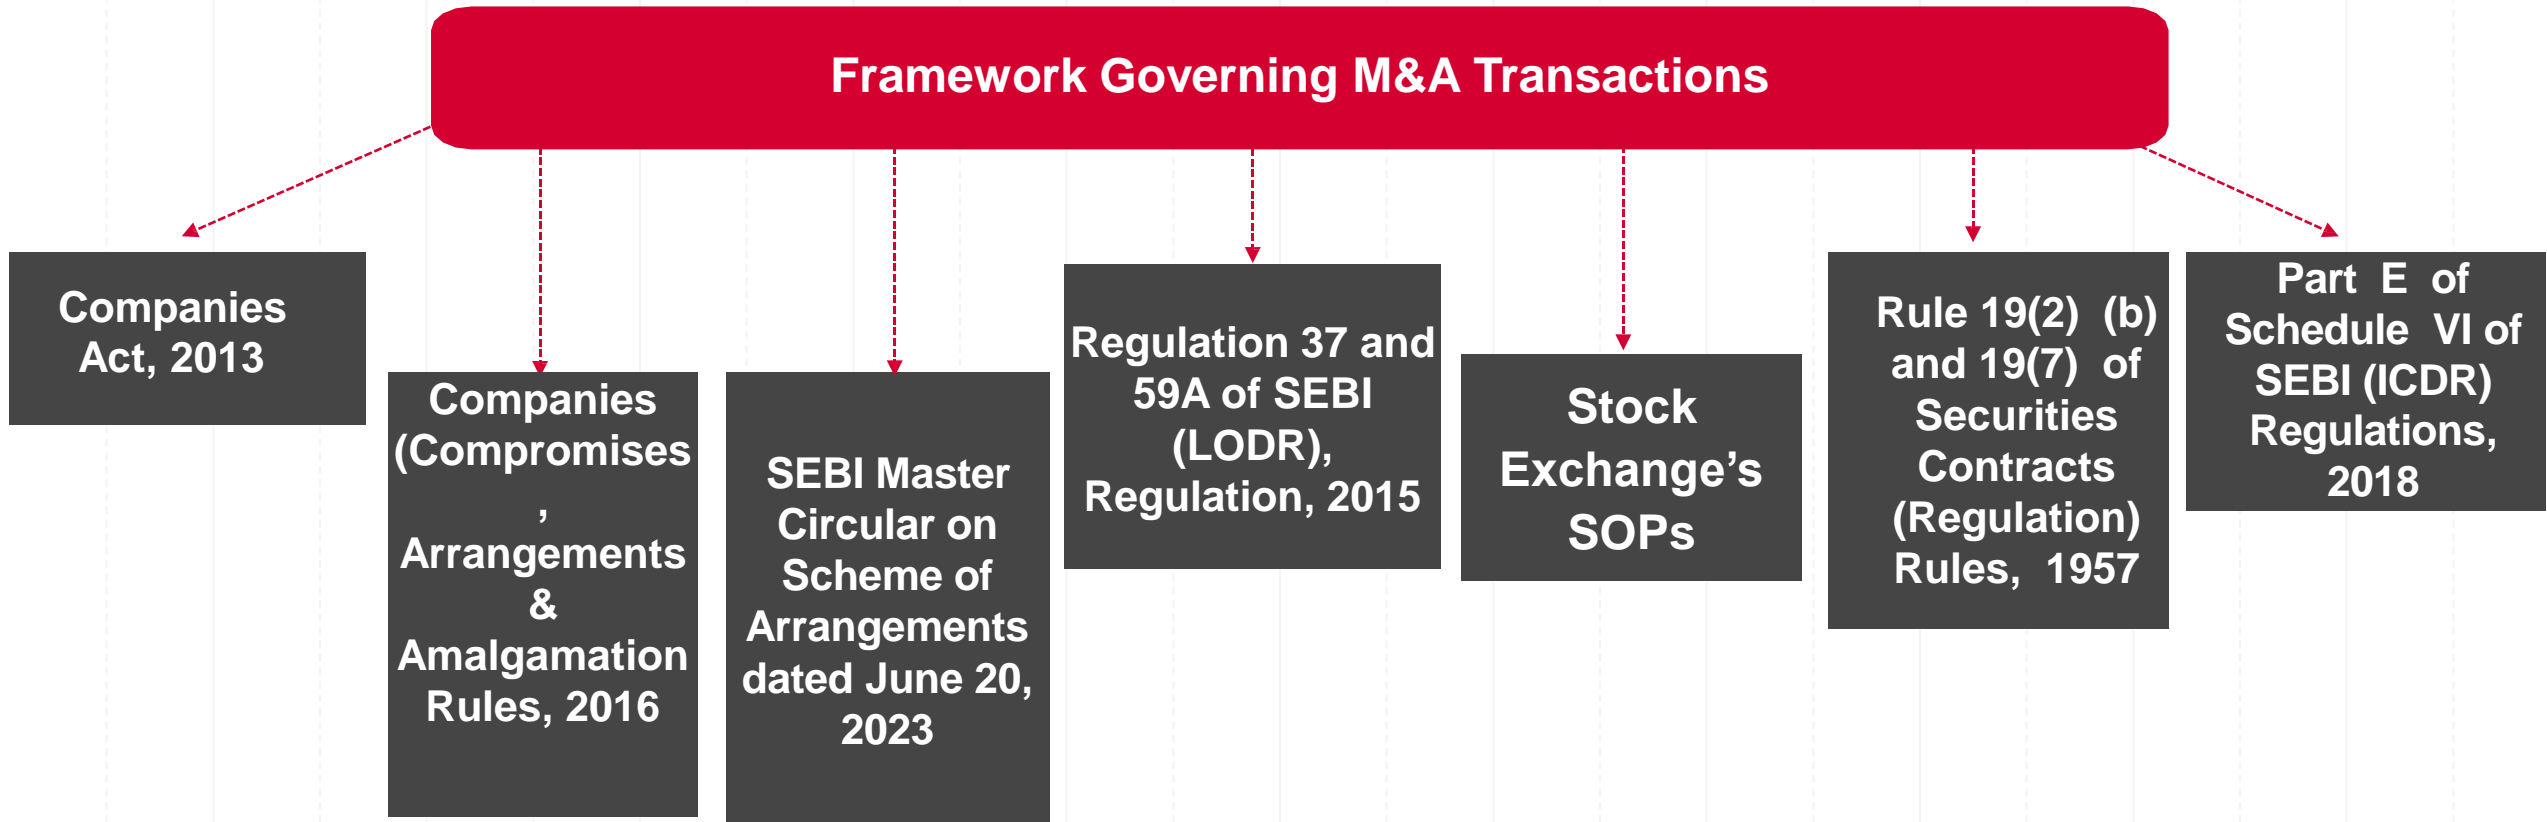 Framework Governing M&A Transactions
Companies
Act, 2013
Companies
(Compromises
,
Arrangements
&
Amalgamation
Rules, 2016
SEBI Master
Circular on
Scheme of
Arrangements
dated June 20,
2023
Regulation 37 and
59A of SEBI
(LODR),
Regulation, 2015
Stock
Exchange’s
SOPs
Rule 19(2) (b)
and 19(7) of
Securities
Contracts
(Regulation)
Rules, 1957
Part E of
Schedule VI of
SEBI (ICDR)
Regulations,
2018